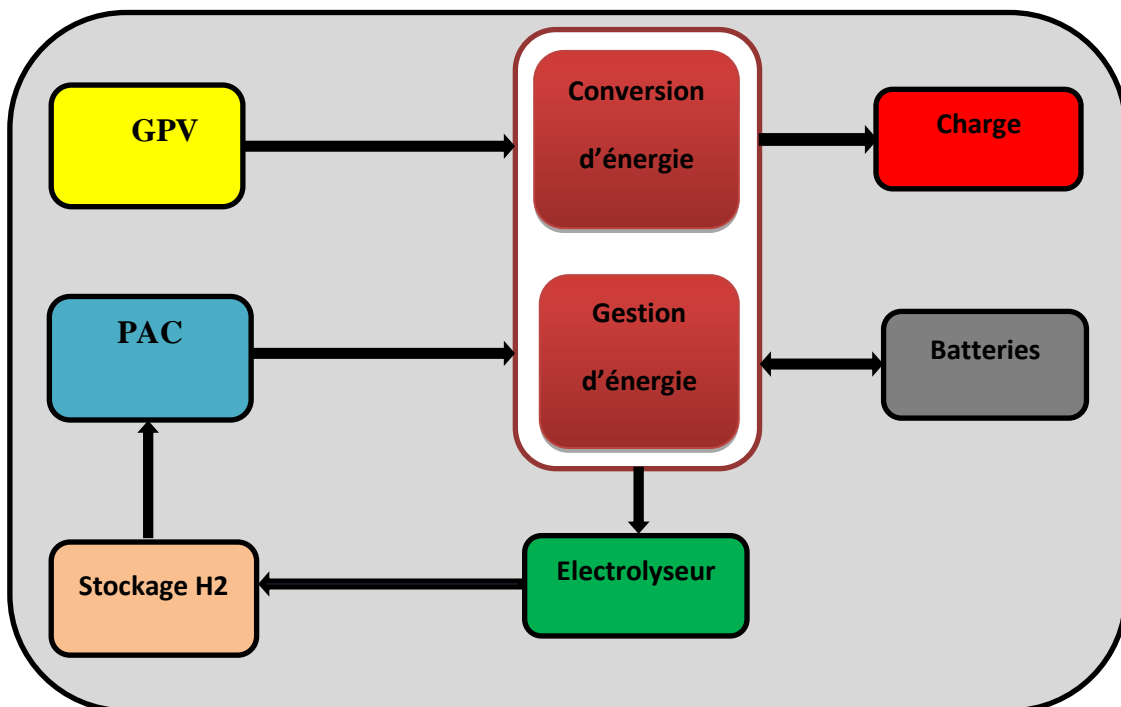 GPV
Conversion
d’énergie
Charge
PAC
Gestion
d’énergie
Batteries
Stockage H2
Electrolyseur